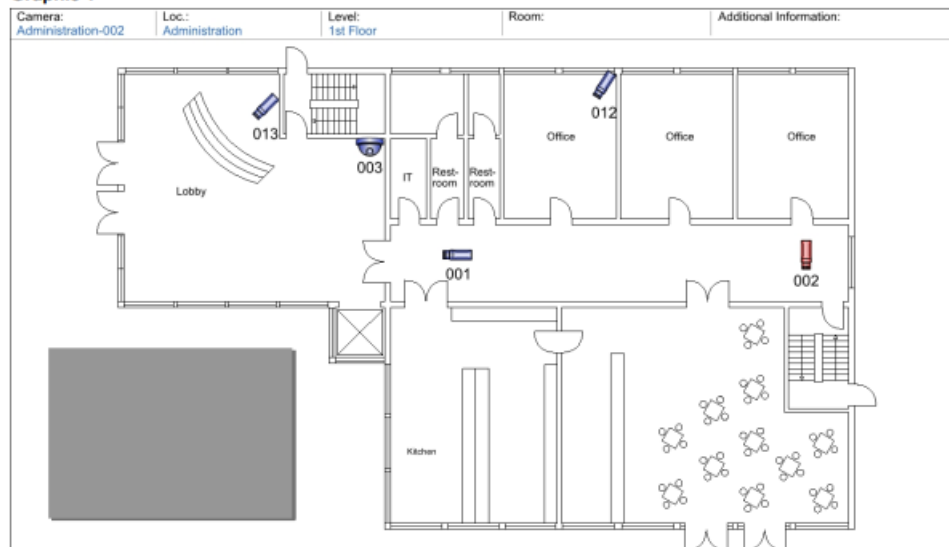 Camera:
Administration-002
Loc.:
Administration
Level:
1st Floor
Room:
Additional Information:
013
003
012
Office
Office
Office
Lobby
IT
Rest-
room
Rest-
room
001
002
Kitchen